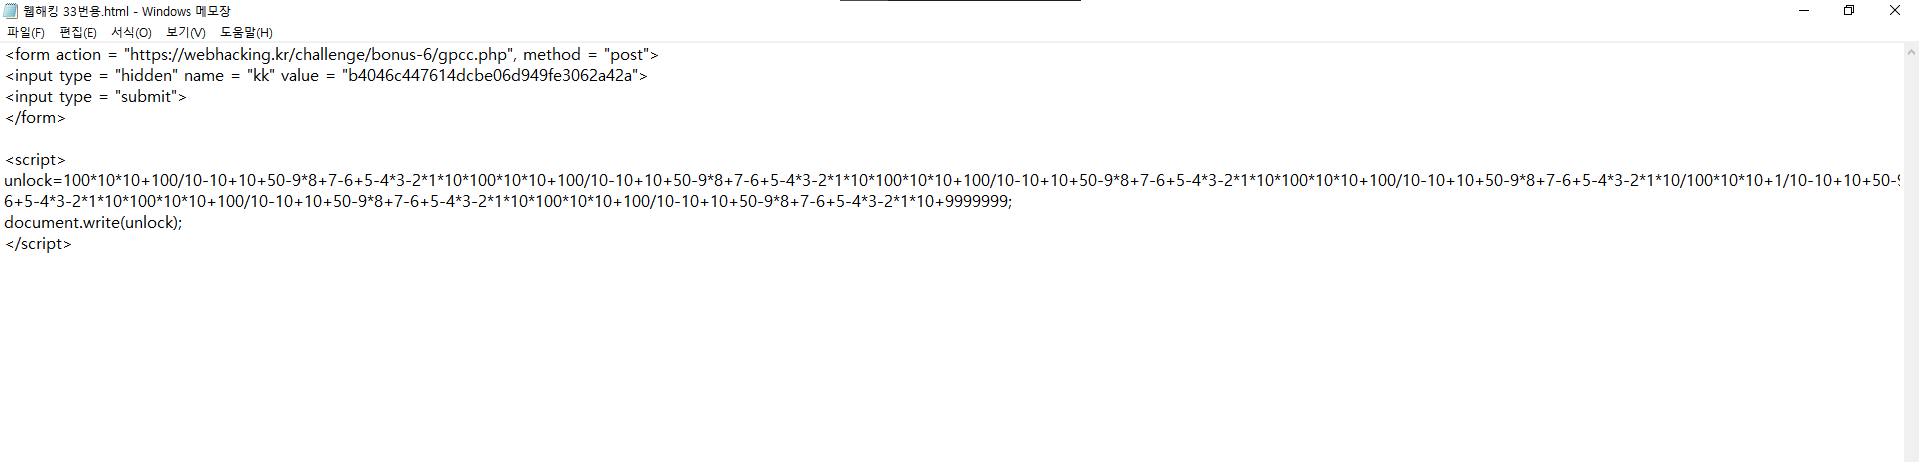 웹해킹 33번용.html - Windows 메모장
파일(F) 편집(E) 서식(O) 보기(V) 도움말(H)
<form action = "https://webhacking.kr/challenge/bonus-6/gpcc.php", method = "post">
<input type = "hidden" name = "kk" value = "b4046c447614dcbe06d949fe3062a42a">
<input type = "submit">
</form>
<script>
unlock=100*10*10+100/10-10+10+50-9*8+7-6+5-4*3-2*1*10*100*10*10+100/10-10+10+50-9*8+7-6+5-4*3-2*1*10*100*10*10+100/10-10+10+50-9*8+7-6+5-4*3-2*1*10*100*10*10+100/10-10+10+50-9*8+7-6+5-4*3-2*1*10/100*10*10+1/10-10+10+50-9
6+5-4*3-2*1*10*100*10*10+100/10-10+10+50-9*8+7-6+5-4*3-2*1*10*100*10*10+100/10-10+10+50-9*8+7-6+5-4*3-2*1*10+9999999;
document.write(unlock);
</script>